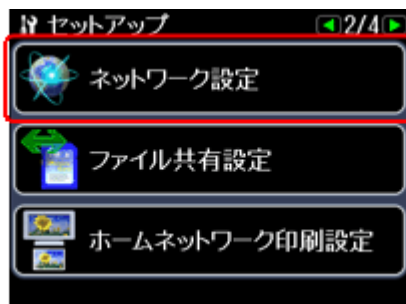 セットアップ 2/4
ネットワーク設定
ファイル共有設定
ホームネットワーク印刷設定